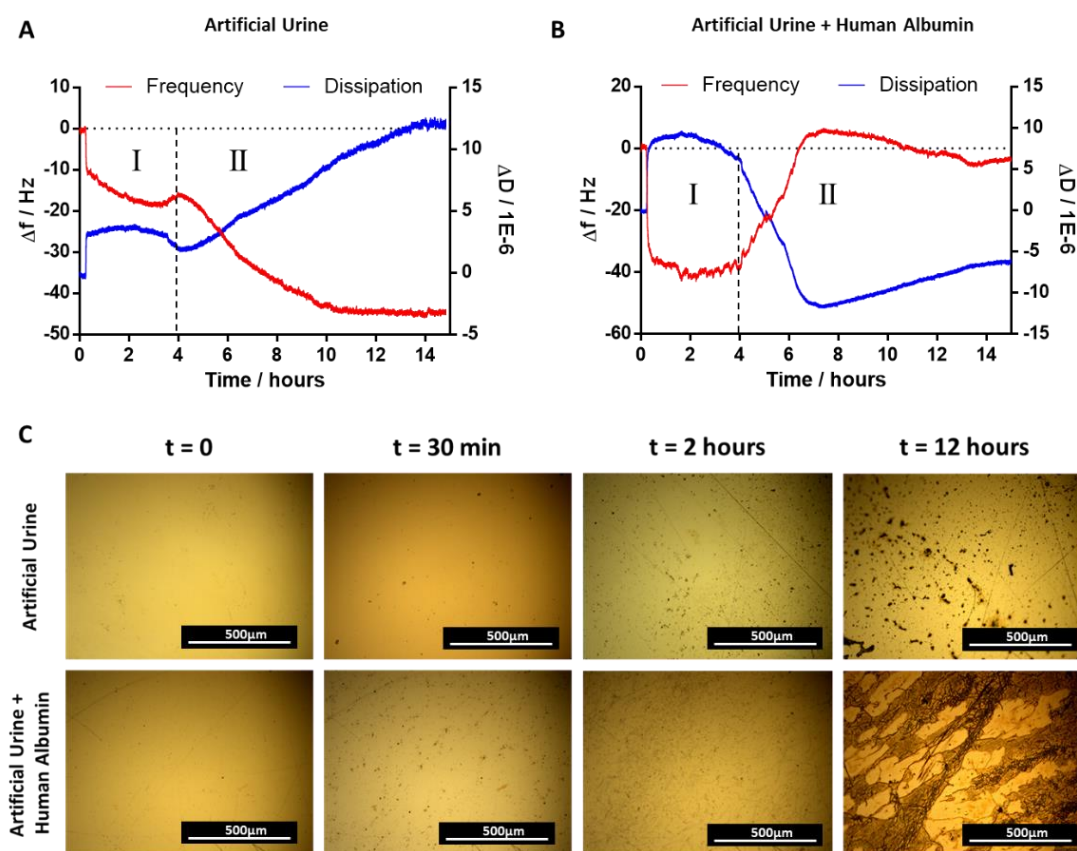 A
Artificial Urine
Frequency
Dissipation
10
0
-10
-20
-30
-40
-50
Δf / Hz
I
II
15
10
5
0
-5
ΔD / 1E-6
0 2 4 6 8 10 12 14
Time / hours
B
Artificial Urine + Human Albumin
Frequency
Dissipation
20
0
-20
-40
-60
Δf / Hz
I
II
15
10
5
0
-5
-10
-15
ΔD / 1E-6
0 2 4 6 8 10 12 14
Time / hours
C
t = 0
t = 30 min
t = 2 hours
t = 12 hours
Artificial Urine
500μm
500μm
500μm
500μm
Artificial Urine +
Human Albumin
500μm
500μm
500μm
500μm